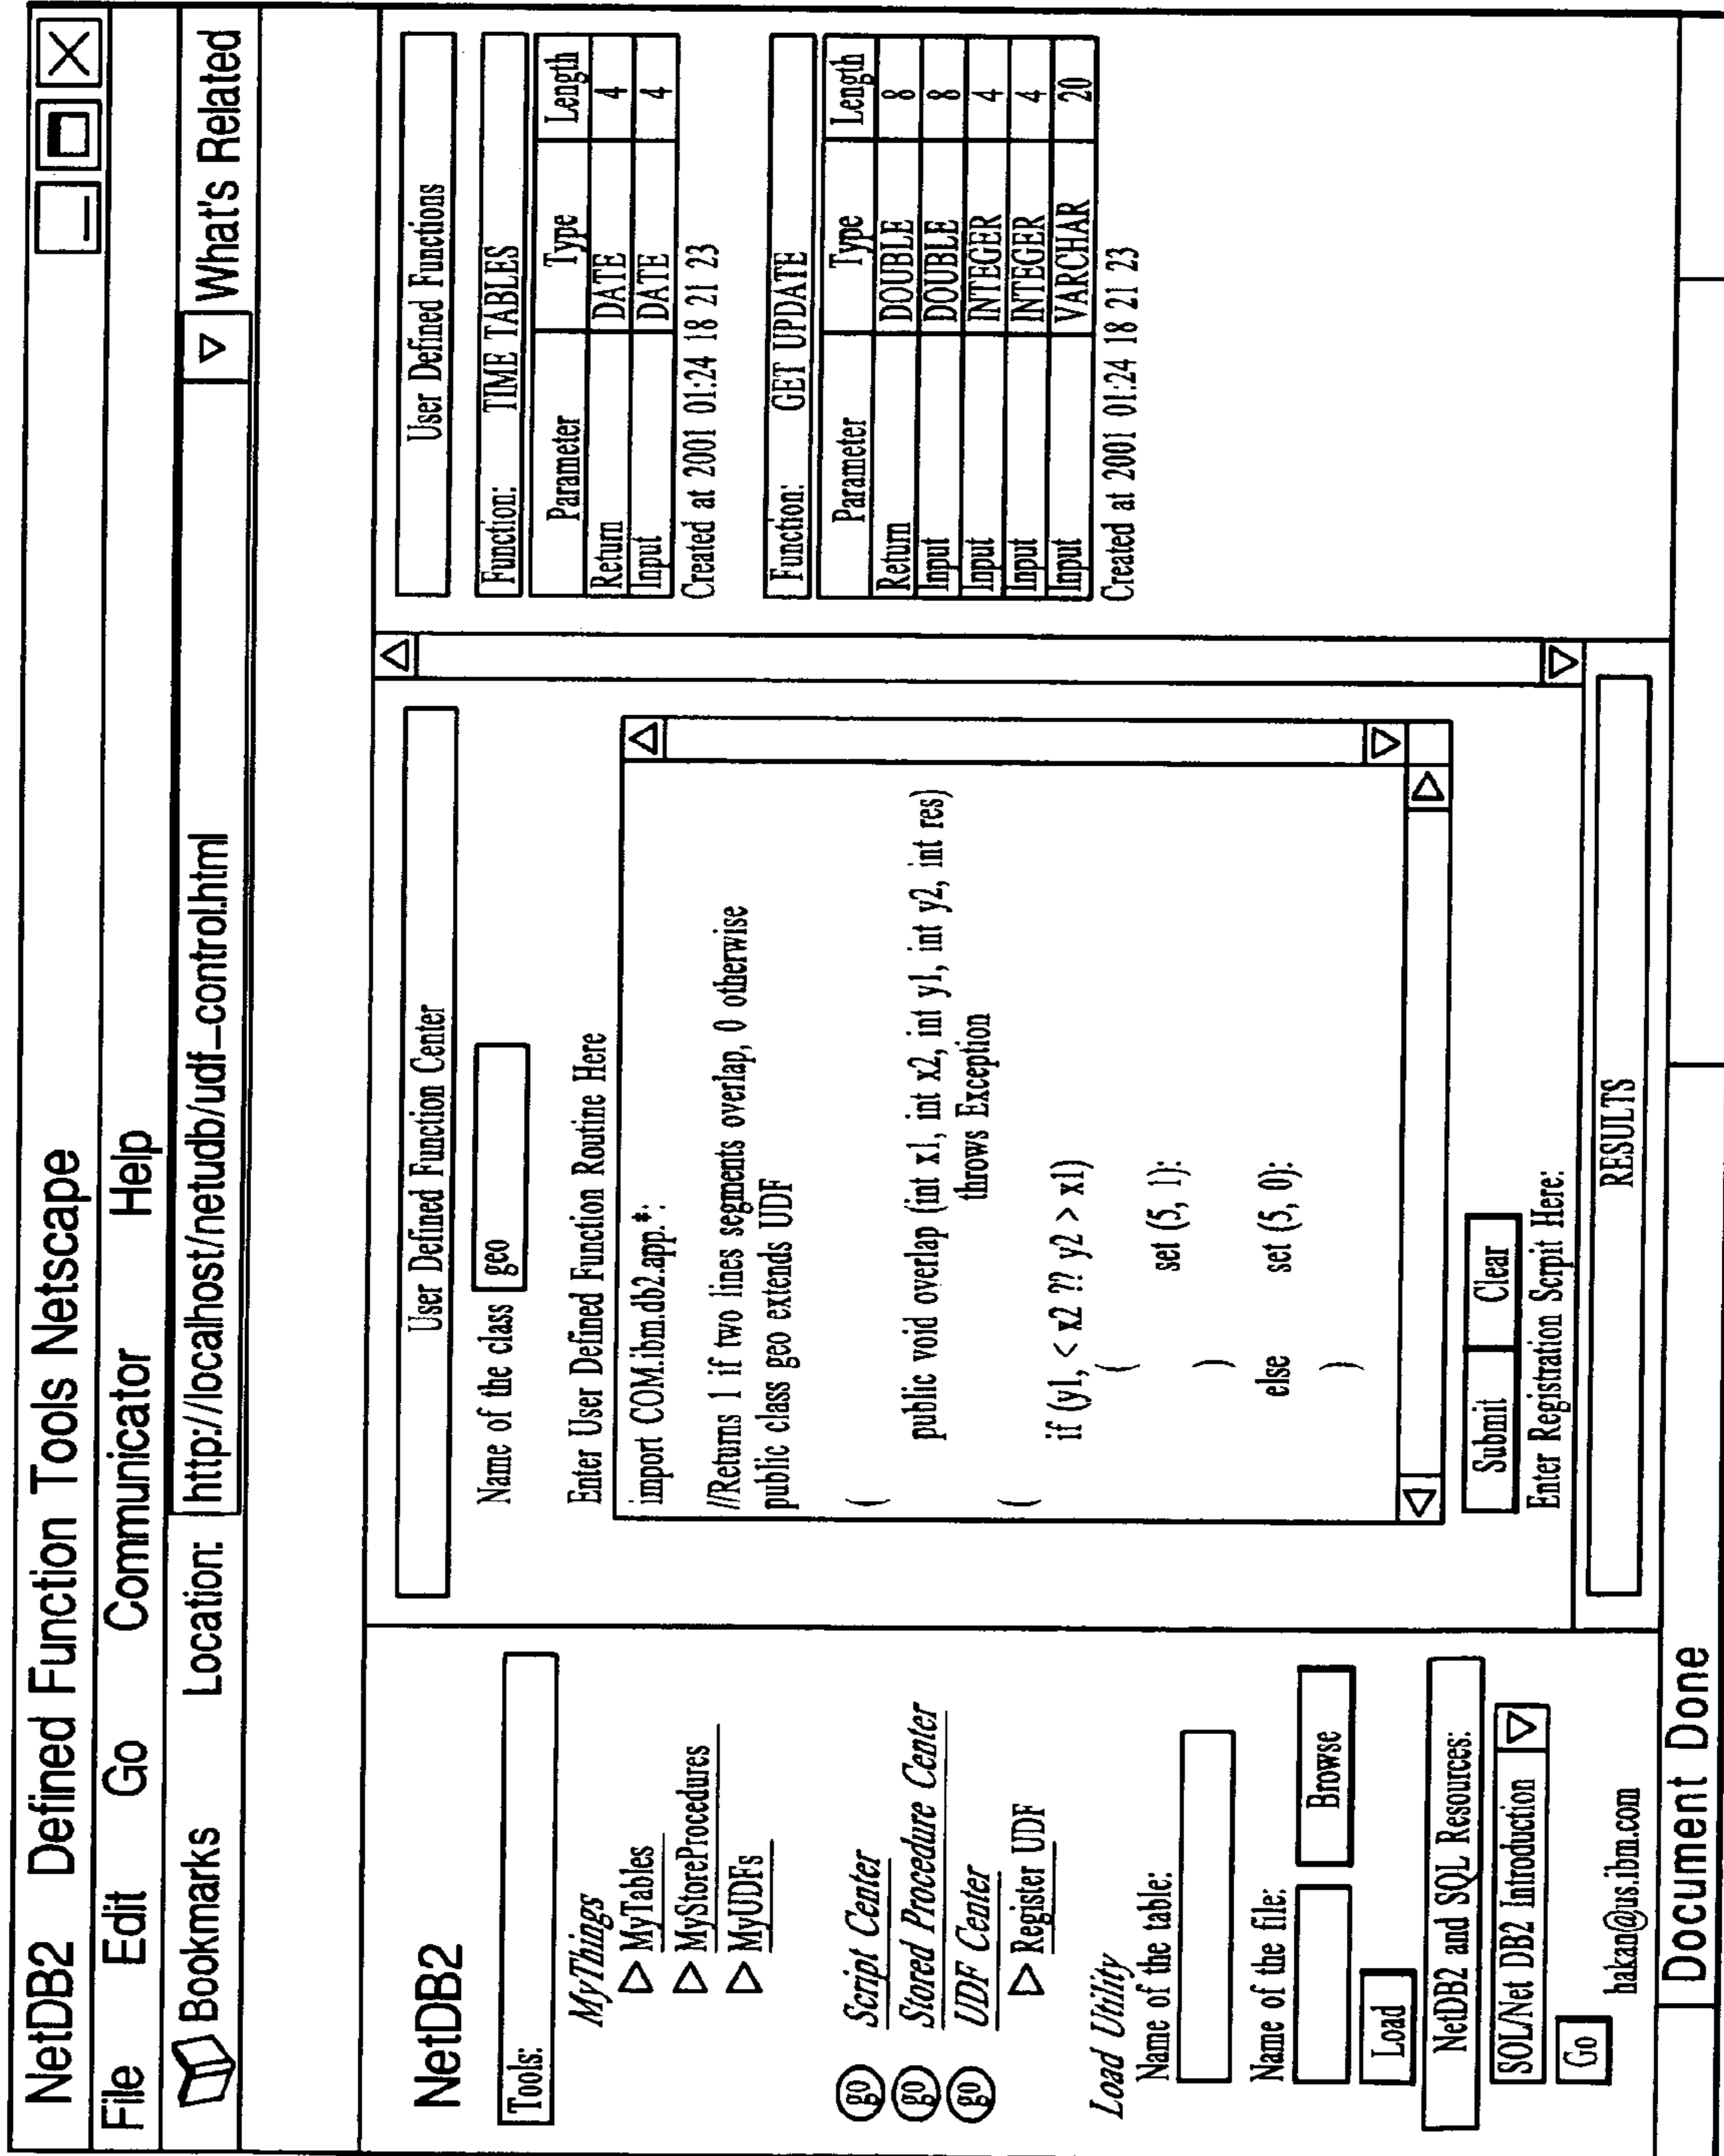 NetDB2 Defined Function Tools Netscape
File Edit Go Communicator Help
Bookmarks Location: http://localhost/netudb/udf_control.html What's Related
NetDB2
Tools:
MyThings
MyTables
MyStoreProcedures
MyUDFs
go Script Center
go Stored Procedure Center
go UDF Center
Register UDF
Load Utility
Name of the table:
Name of the file:
Browse
Load
NetDB2 and SQL Resources:
SOL/Net DB2 Introduction
Go
hakan@us.ibm.com
User Defined Function Center
Name of the class geo
Enter User Defined Function Routine Here
import COM.ibm.db2.app.*:
//Returns 1 if two lines segments overlap, 0 otherwise
public class geo extends UDF
(
public void overlap (int x1, int x2, int y1, int y2, int res)
throws Exception
(
if (y1, < x2 ?? y2 > x1)
(
set (5, 1):
)
else set (5, 0):
)
Submit Clear
Enter Registration Scrpit Here:
RESULTS
User Defined Functions
Function: TIME TABLES
Parameter Type Length
Return DATE 4
Input DATE 4
Created at 2001 01:24 18 21 23
Function: GET UPDATE
Parameter Type Length
Return DOUBLE 8
Input DOUBLE 8
Input INTEGER 4
Input INTEGER 4
Input VARCHAR 20
Created at 2001 01:24 18 21 23
Document Done